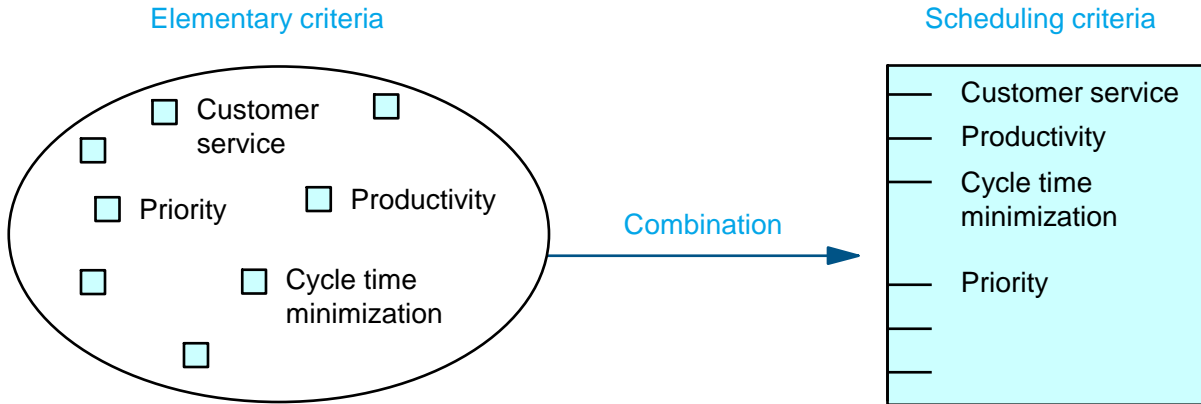 Elementary criteria
Scheduling criteria
Customer
service
Priority
Productivity
Cycle time
minimization
Combination
Customer service
Productivity
Cycle time
minimization
Priority